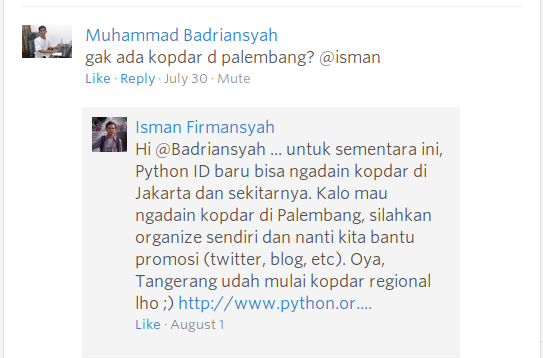 Muhammad Badriansyah
gak ada kopdar d palembang? @isman
Like · Reply · July 30 · Mute
Isman Firmansyah
Hi @Badriansyah ... untuk sementara ini,
Python ID baru bisa ngadain kopdar di
Jakarta dan sekitarnya. Kalo mau
ngadain kopdar di Palembang, silahkan
organize sendiri dan nanti kita bantu
promosi (twitter, blog, etc). Oya,
Tangerang udah mulai kopdar regional
lho ;) http://www.python.or....
Like · August 1